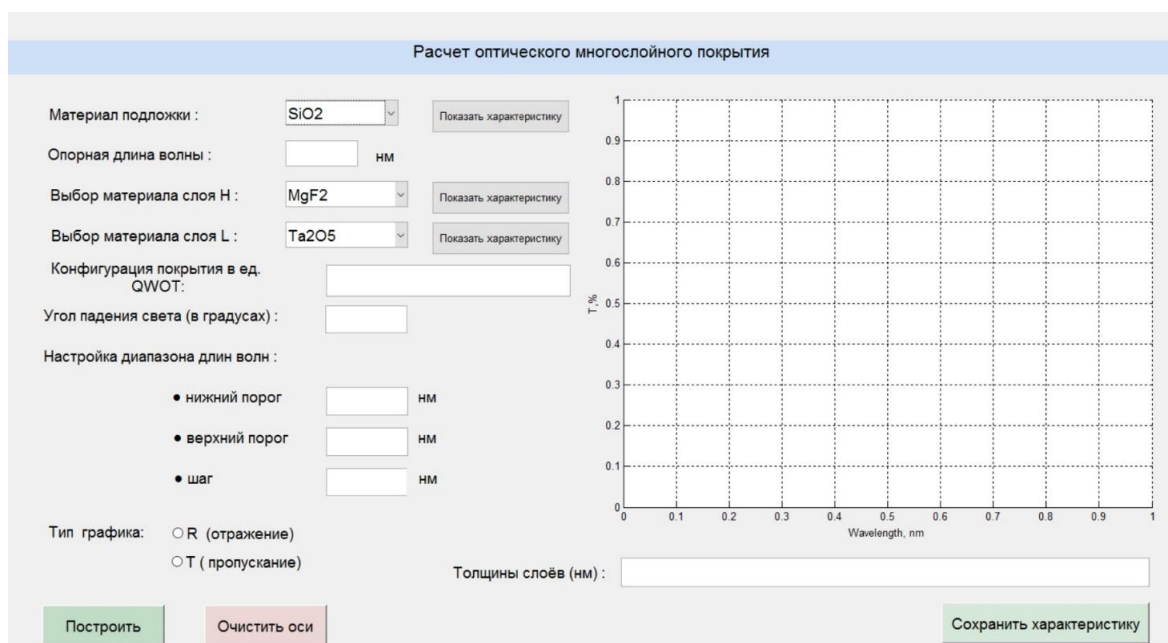 Расчет оптического многослойного покрытия
Материал подложки :
SiO2
Показать характеристику
Опорная длина волны :
нм
Выбор материала слоя H :
MgF2
Показать характеристику
Выбор материала слоя L :
Ta2O5
Показать характеристику
Конфигурация покрытия в ед.
QWOT:
Угол падения света (в градусах) :
Настройка диапазона длин волн :
● нижний порог
нм
● верхний порог
нм
● шаг
нм
Тип графика:
R (отражение)
T ( пропускание)
Построить
Очистить оси
1
0.9
0.8
0.7
0.6
0.5
0.4
0.3
0.2
0.1
0
T,%
0 0.1 0.2 0.3 0.4 0.5 0.6 0.7 0.8 0.9 1
Wavelength, nm
Толщины слоёв (нм) :
Сохранить характеристику